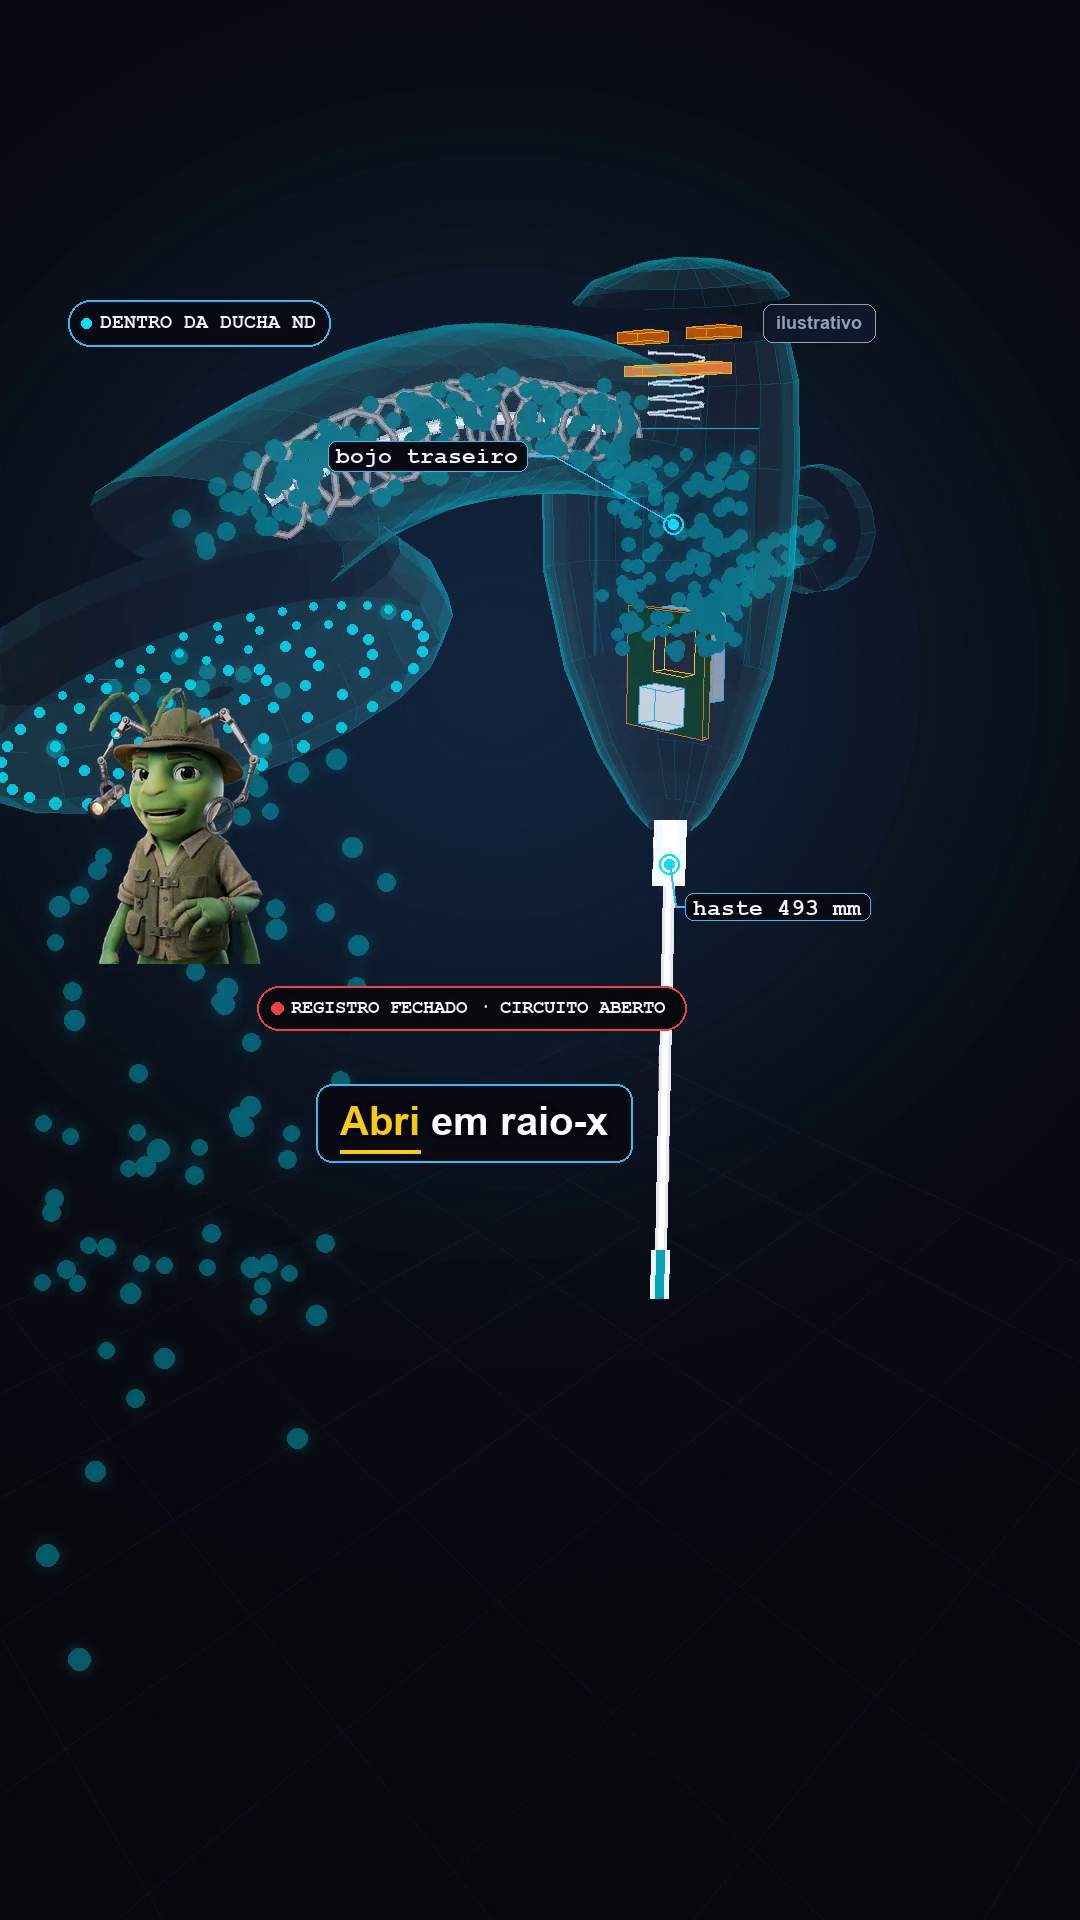 DENTRO DA DUCHA ND
ilustrativo
bojo traseiro
haste 493 mm
REGISTRO FECHADO · CIRCUITO ABERTO
Abri em raio-x